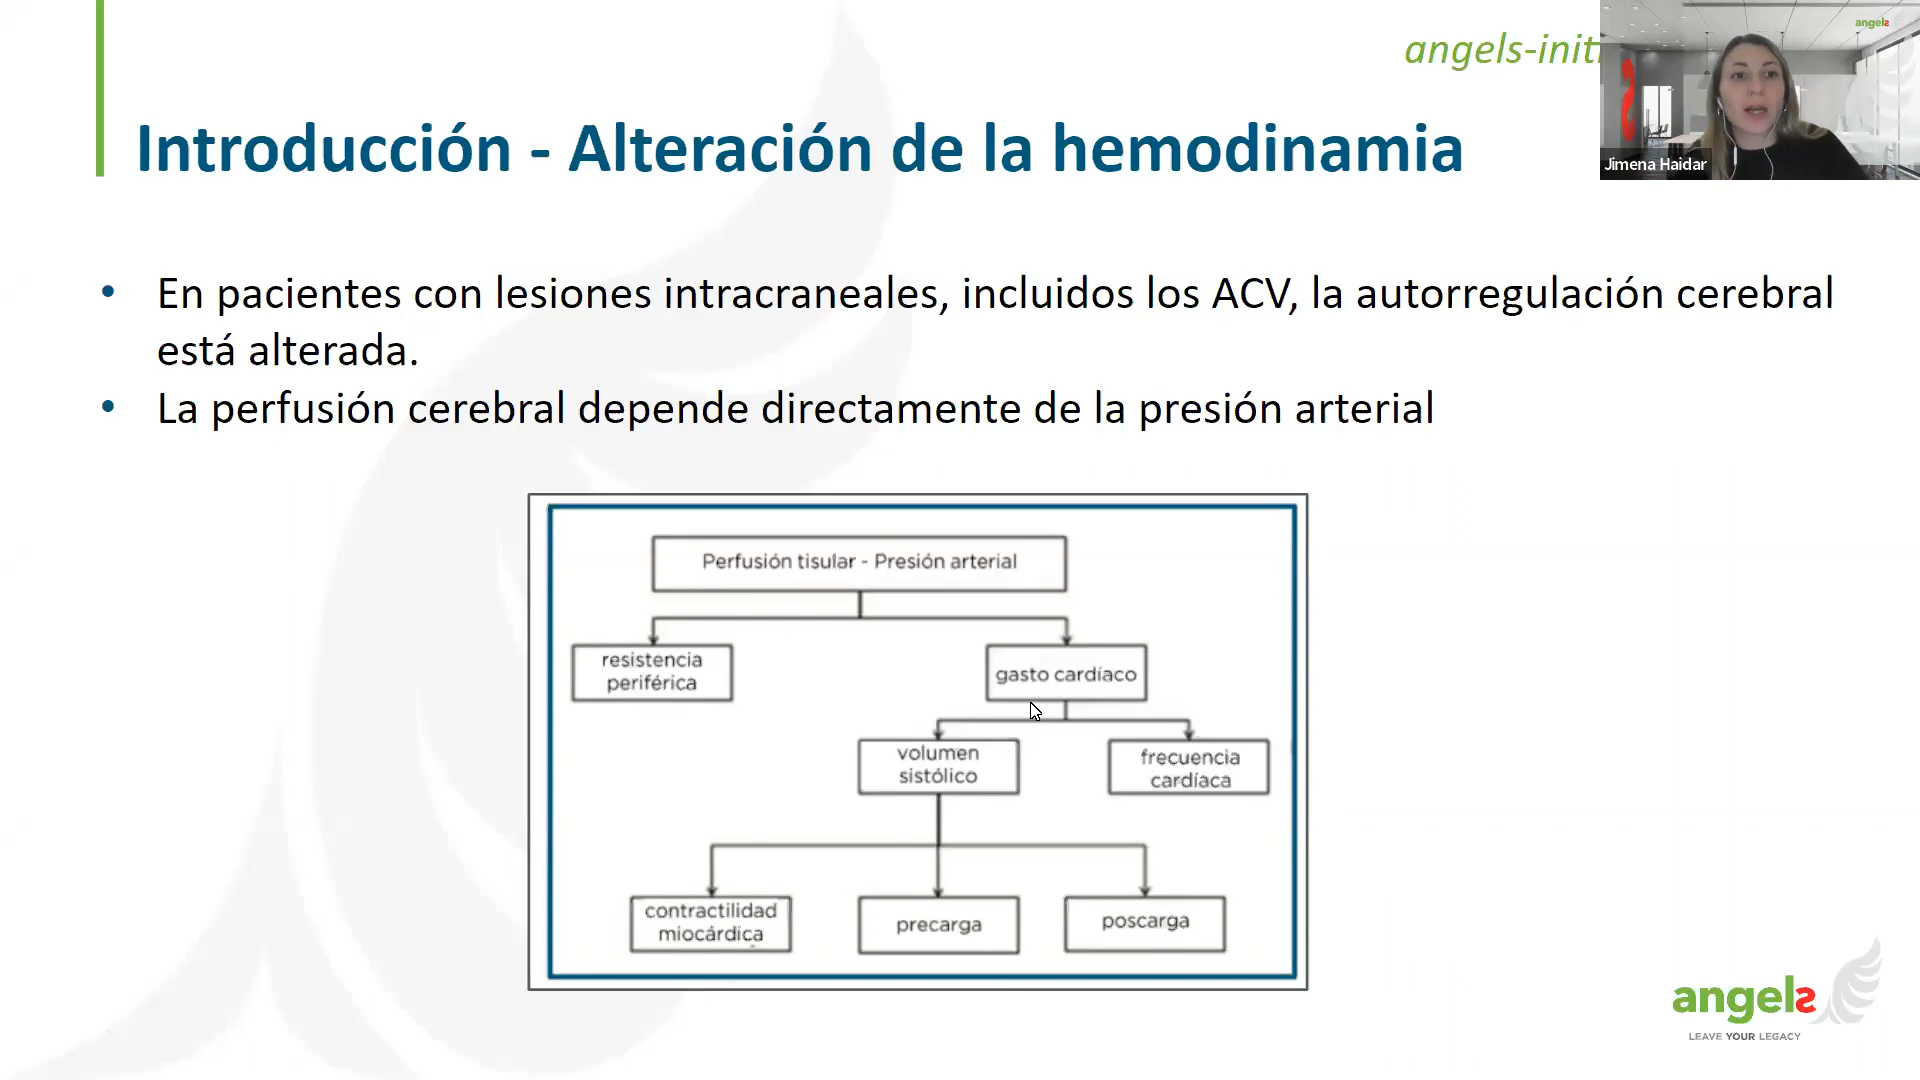 angels-init
angels
Jimena Haidar
Introducción - Alteración de la hemodinamia
• En pacientes con lesiones intracraneales, incluidos los ACV, la autorregulación cerebral
está alterada.
• La perfusión cerebral depende directamente de la presión arterial
Perfusión tisular - Presión arterial
resistencia
periférica
gasto cardíaco
volumen
sistólico
frecuencia
cardíaca
contractilidad
miocárdica
precarga
poscarga
angels
LEAVE YOUR LEGACY